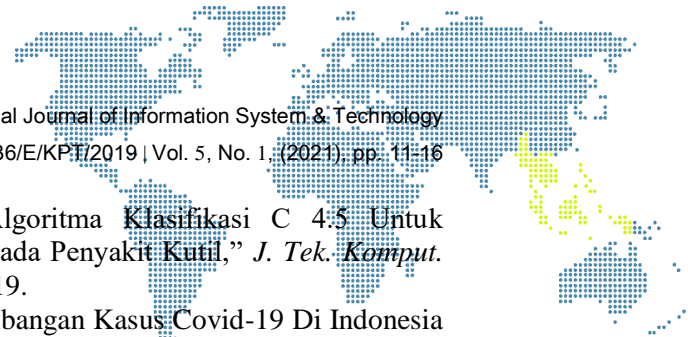 al Journal of Information System & Technology
36/E/KPT/2019 | Vol. 5, No. 1, (2021), pp. 11-16
Algoritma Klasifikasi C 4.5 Untuk
ada Penyakit Kutil,” J. Tek. Komput.
19.
bangan Kasus Covid-19 Di Indonesia